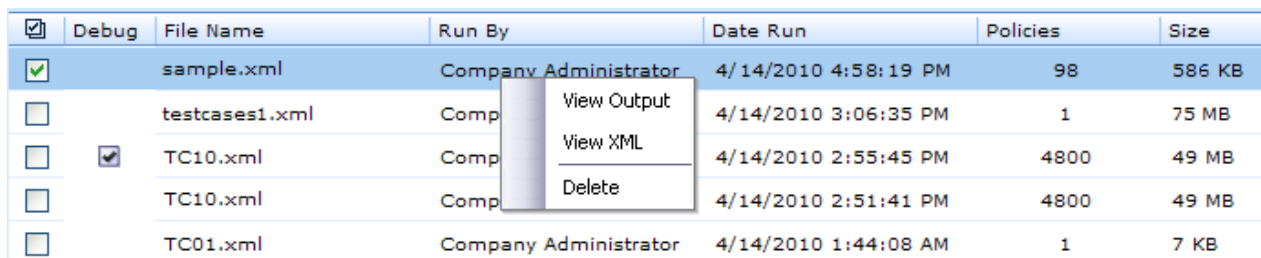 Debug File Name Run By Date Run Policies Size
sample.xml Company Administrator 4/14/2010 4:58:19 PM 98 586 KB
View Output
testcases1.xml Comp 4/14/2010 3:06:35 PM 1 75 MB
View XML
TC10.xml Comp 4/14/2010 2:55:45 PM 4800 49 MB
Delete
TC10.xml Comp 4/14/2010 2:51:41 PM 4800 49 MB
TC01.xml Company Administrator 4/14/2010 1:44:08 AM 1 7 KB